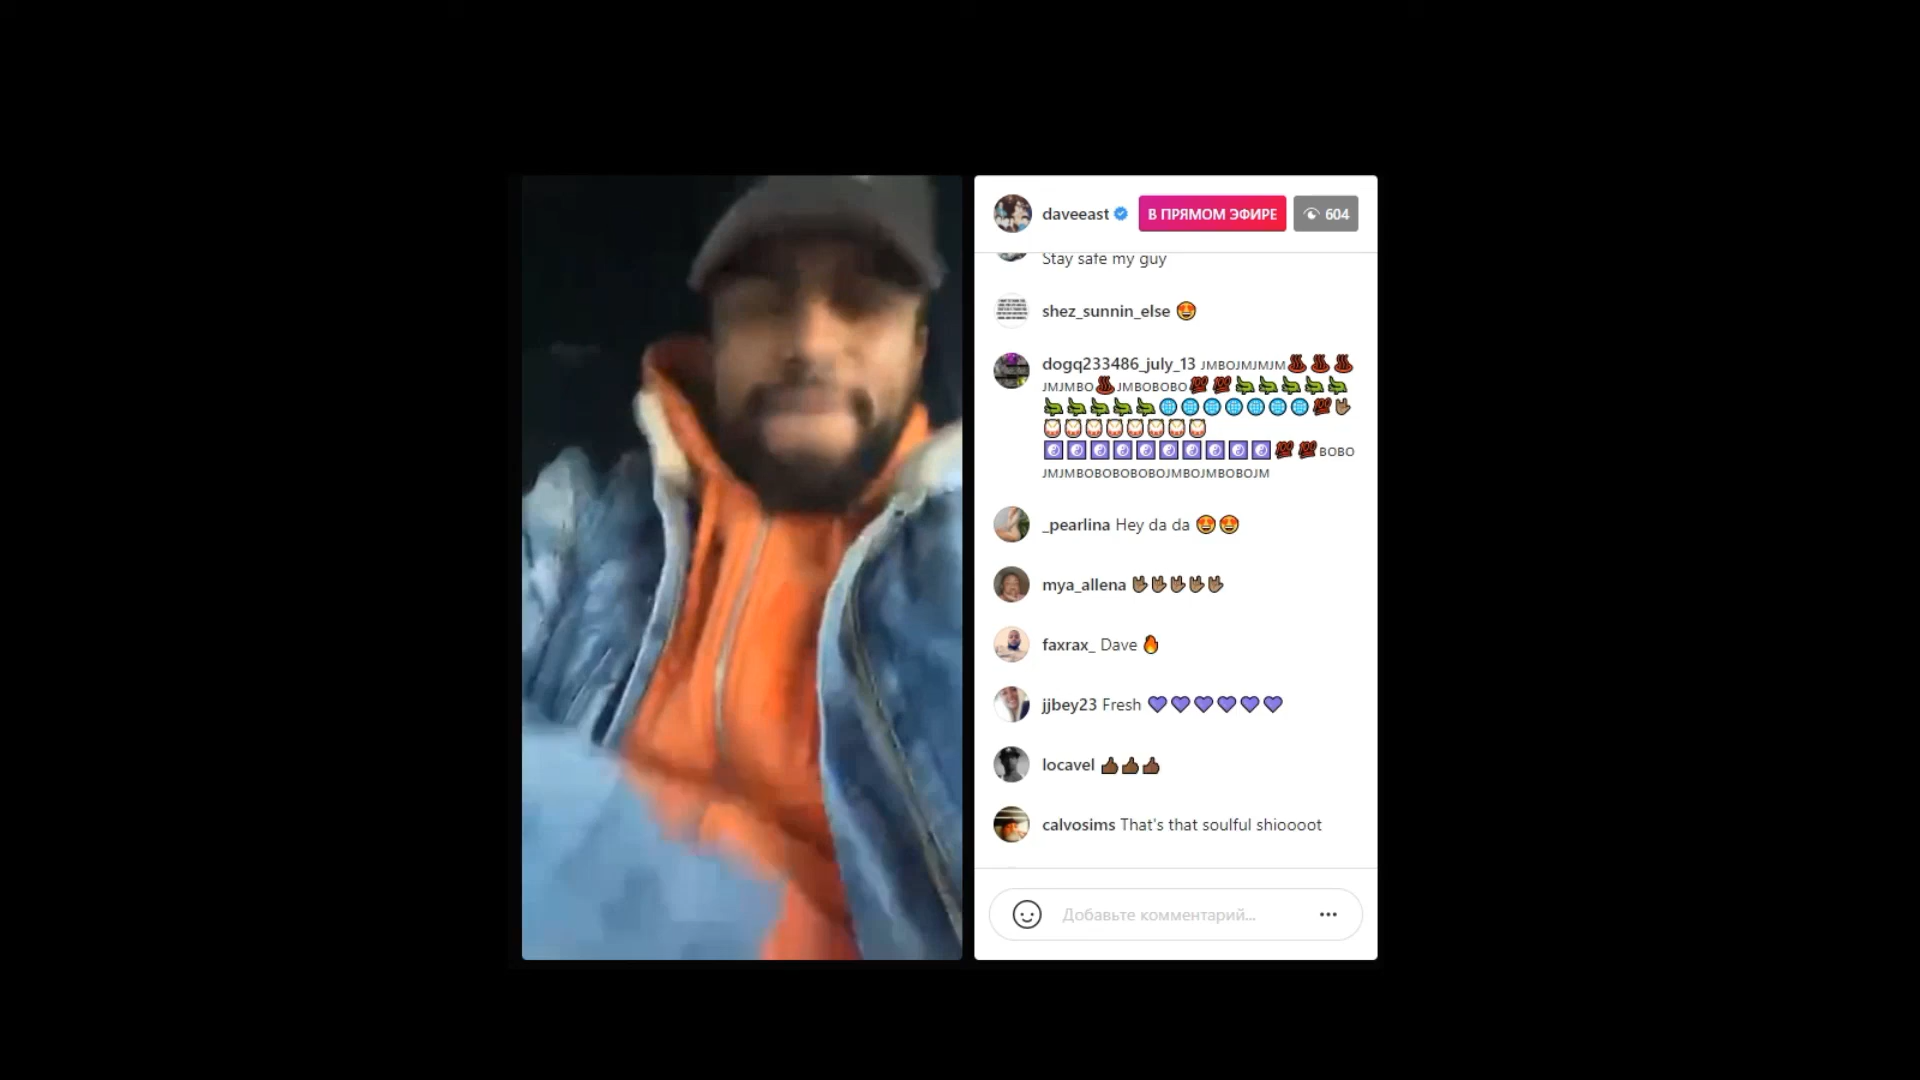 daveeast В ПРЯМОМ ЭФИРЕ 604
Stay safe my guy
shez_sunnin_else 🤩
dogq233486_july_13 JMBOJMJMJM♨️♨️♨️
JMJMBO♨️JMBOBOBO💯💯🐊🐊🐊🐊🐊
🐊🐊🐊🐊🐊🌐🌐🌐🌐🌐🌐🌐💯🤟🏽
⚾⚾⚾⚾⚾⚾⚾⚾
☯️☯️☯️☯️☯️☯️☯️☯️☯️☯️💯💯BOBO
JMJMBOBOBOBOBOJMBOJMBOBOJM
_pearlina Hey da da 🤩🤩
mya_allena 🤟🏽🤟🏽🤟🏽🤟🏽🤟🏽
faxrax_ Dave 🔥
jjbey23 Fresh 💜💜💜💜💜💜
locavel 👍🏾👍🏾👍🏾
calvosims That's that soulful shioooot
Добавьте комментарий...